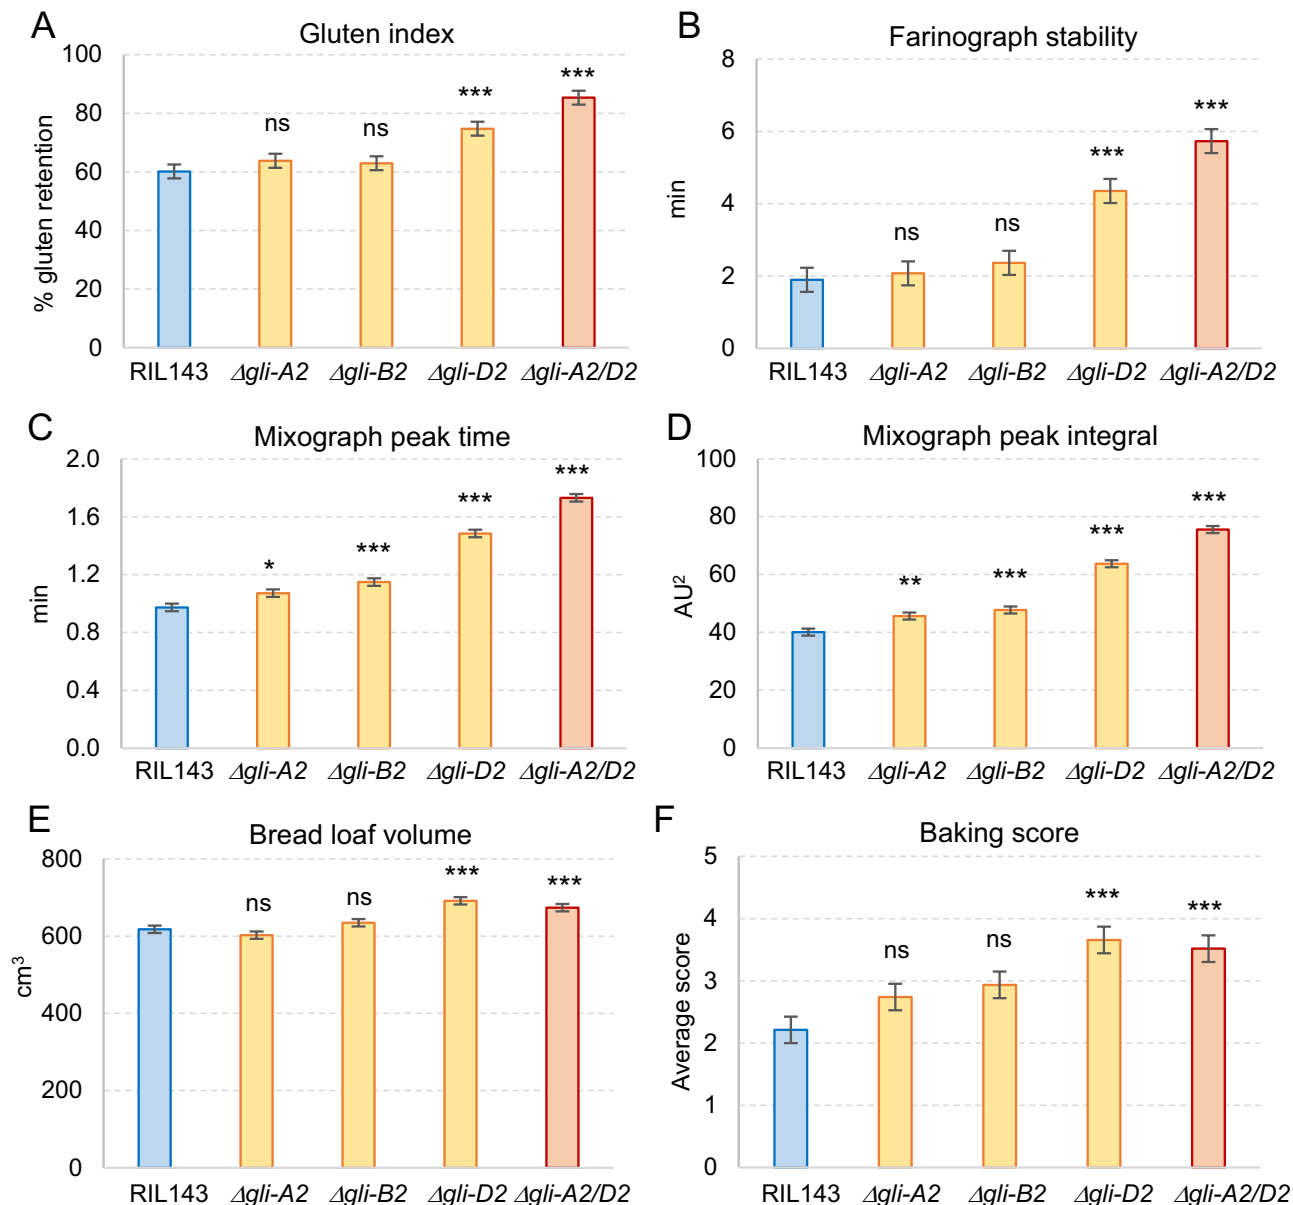 A
Gluten index
% gluten retention
100
80
60
40
20
0
ns
ns
***
***
RIL143 Δgli-A2 Δgli-B2 Δgli-D2 Δgli-A2/D2
B
Farinograph stability
min
8
6
4
2
0
ns
ns
***
***
RIL143 Δgli-A2 Δgli-B2 Δgli-D2 Δgli-A2/D2
C
Mixograph peak time
min
2.0
1.6
1.2
0.8
0.4
0.0
*
***
***
***
RIL143 Δgli-A2 Δgli-B2 Δgli-D2 Δgli-A2/D2
D
Mixograph peak integral
AU²
100
80
60
40
20
0
**
***
***
***
RIL143 Δgli-A2 Δgli-B2 Δgli-D2 Δgli-A2/D2
E
Bread loaf volume
cm³
800
600
400
200
0
ns
ns
***
***
RIL143 Δgli-A2 Δgli-B2 Δgli-D2 Δgli-A2/D2
F
Baking score
Average score
5
4
3
2
1
0
ns
ns
***
***
RIL143 Δgli-A2 Δgli-B2 Δgli-D2 Δgli-A2/D2